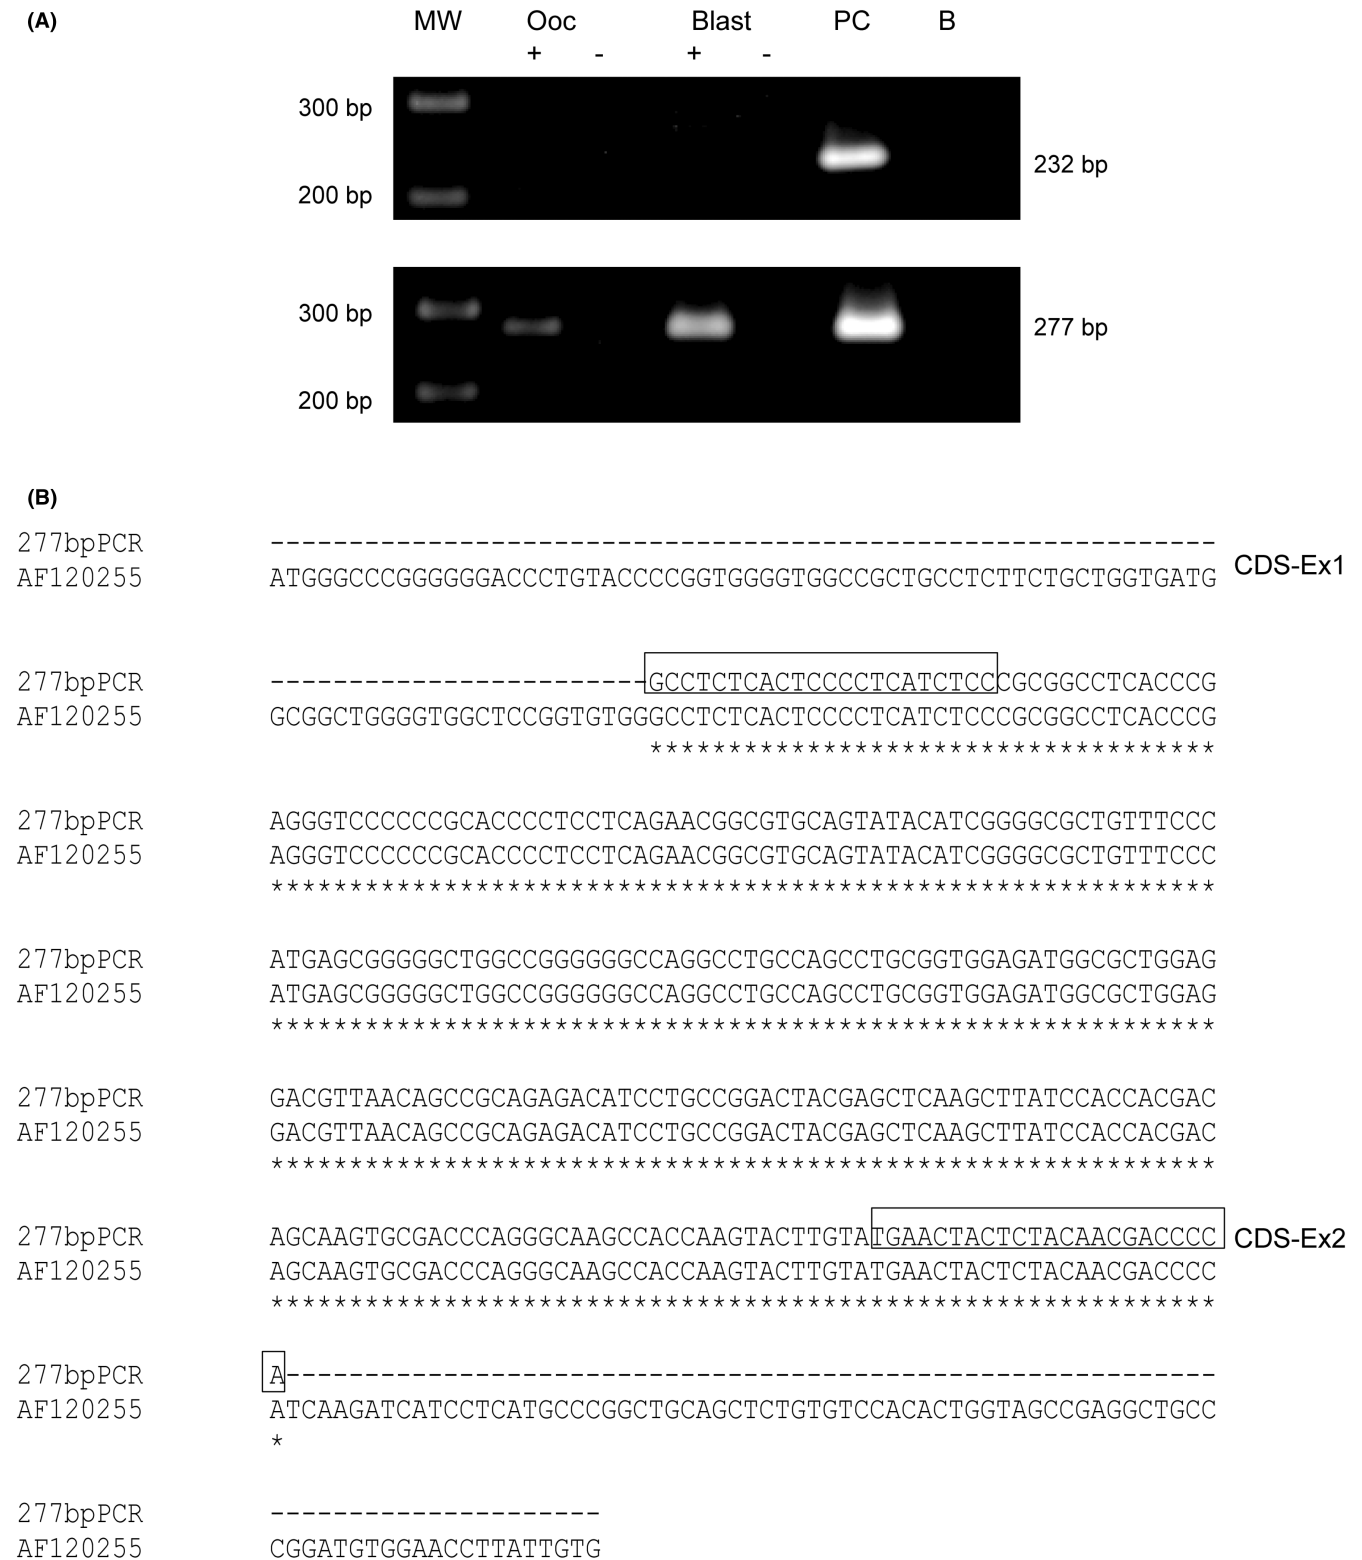 (A)
MW Ooc Blast PC B
+ - + -
300 bp
232 bp
200 bp
300 bp
277 bp
200 bp
(B)
277bpPCR ------------------------------------------------------------
AF120255 ATGGGCCCGGGGGGACCCTGTACCCCGGTGGGGTGGCCGCTGCCTCTTCTGCTGGTGATG CDS-Ex1
277bpPCR ------------------------GCCTCTCACTCCCCTCATCTCCCGCGGCCTCACCCG
AF120255 GCGGCTGGGGTGGCTCCGGTGTGGGCCTCTCACTCCCCTCATCTCCCGCGGCCTCACCCG
************************************
277bpPCR AGGGTCCCCCCGCACCCCTCCTCAGAACGGCGTGCAGTATACATCGGGGCGCTGTTTCCC
AF120255 AGGGTCCCCCCGCACCCCTCCTCAGAACGGCGTGCAGTATACATCGGGGCGCTGTTTCCC
************************************************************
277bpPCR ATGAGCGGGGGCTGGCCGGGGGGCCAGGCCTGCCAGCCTGCGGTGGAGATGGCGCTGGAG
AF120255 ATGAGCGGGGGCTGGCCGGGGGGCCAGGCCTGCCAGCCTGCGGTGGAGATGGCGCTGGAG
************************************************************
277bpPCR GACGTTAACAGCCGCAGAGACATCCTGCCGGACTACGAGCTCAAGCTTATCCACCACGAC
AF120255 GACGTTAACAGCCGCAGAGACATCCTGCCGGACTACGAGCTCAAGCTTATCCACCACGAC
************************************************************
277bpPCR AGCAAGTGCGACCCAGGGCAAGCCACCAAGTACTTGTATGAACTACTCTACAACGACCCC CDS-Ex2
AF120255 AGCAAGTGCGACCCAGGGCAAGCCACCAAGTACTTGTATGAACTACTCTACAACGACCCC
************************************************************
277bpPCR A-----------------------------------------------------------
AF120255 ATCAAGATCATCCTCATGCCCGGCTGCAGCTCTGTGTCCACACTGGTAGCCGAGGCTGCC
*
277bpPCR ---------------------
AF120255 CGGATGTGGAACCTTATTGTG